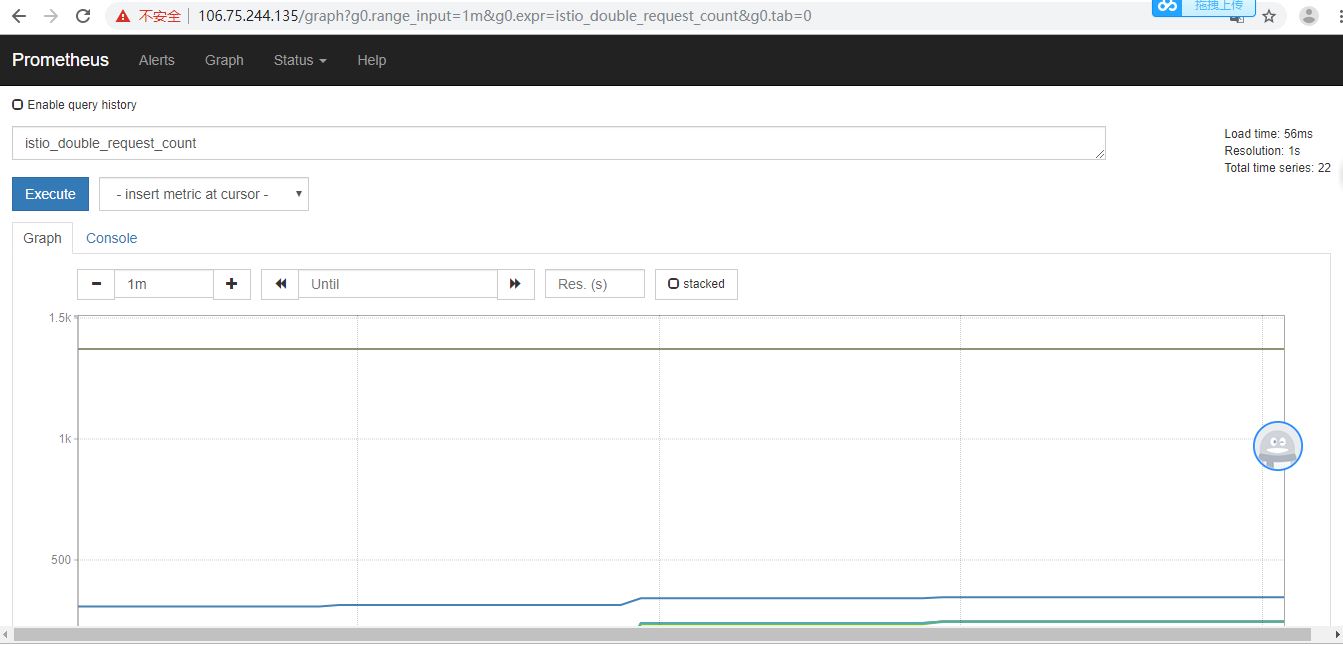 不安全 106.75.244.135/graph?g0.range_input=1m&g0.expr=istio_double_request_count&g0.tab=0
拖拽上传
Prometheus Alerts Graph Status Help
Enable query history
istio_double_request_count
Load time: 56ms
Resolution: 1s
Total time series: 22
Execute - insert metric at cursor -
Graph Console
1m Until Res. (s) stacked
1.5k
1k
500